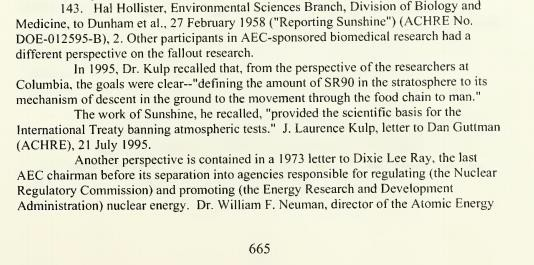 143. Hal Hollister, Environmental Sciences Branch, Division of Biology and
Medicine, to Dunham et al., 27 February 1958 ("Reporting Sunshine") (ACHRE No.
DOE-012595-B), 2. Other participants in AEC-sponsored biomedical research had a
different perspective on the fallout research.
In 1995, Dr. Kulp recalled that, from the perspective of the researchers at
Columbia, the goals were clear--"defining the amount of SR90 in the stratosphere to its
mechanism of descent in the ground to the movement through the food chain to man."
The work of Sunshine, he recalled, "provided the scientific basis for the
International Treaty banning atmospheric tests." J. Laurence Kulp, letter to Dan Guttman
(ACHRE), 21 July 1995.
Another perspective is contained in a 1973 letter to Dixie Lee Ray, the last
AEC chairman before its separation into agencies responsible for regulating (the Nuclear
Regulatory Commission) and promoting (the Energy Research and Development
Administration) nuclear energy. Dr. William F. Neuman, director of the Atomic Energy
665